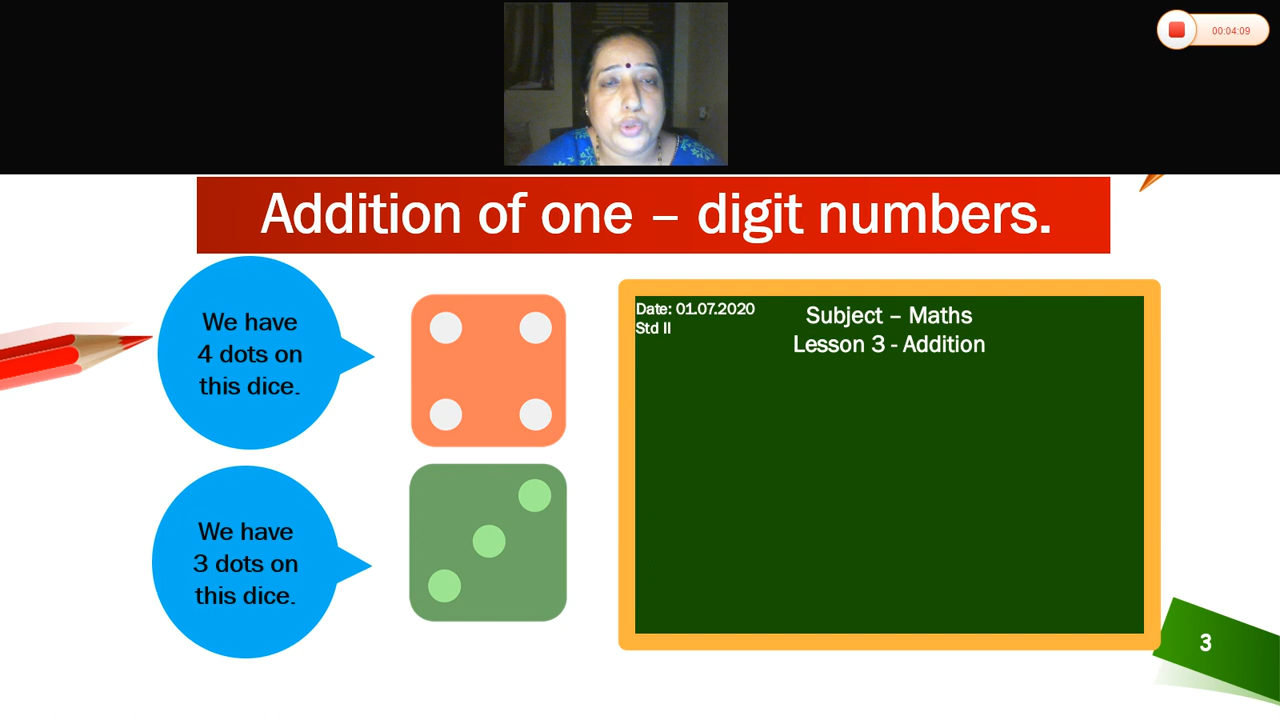 00:04:09
Addition of one – digit numbers.
We have
4 dots on
this dice.
We have
3 dots on
this dice.
Date: 01.07.2020
Std II
Subject – Maths
Lesson 3 - Addition
3